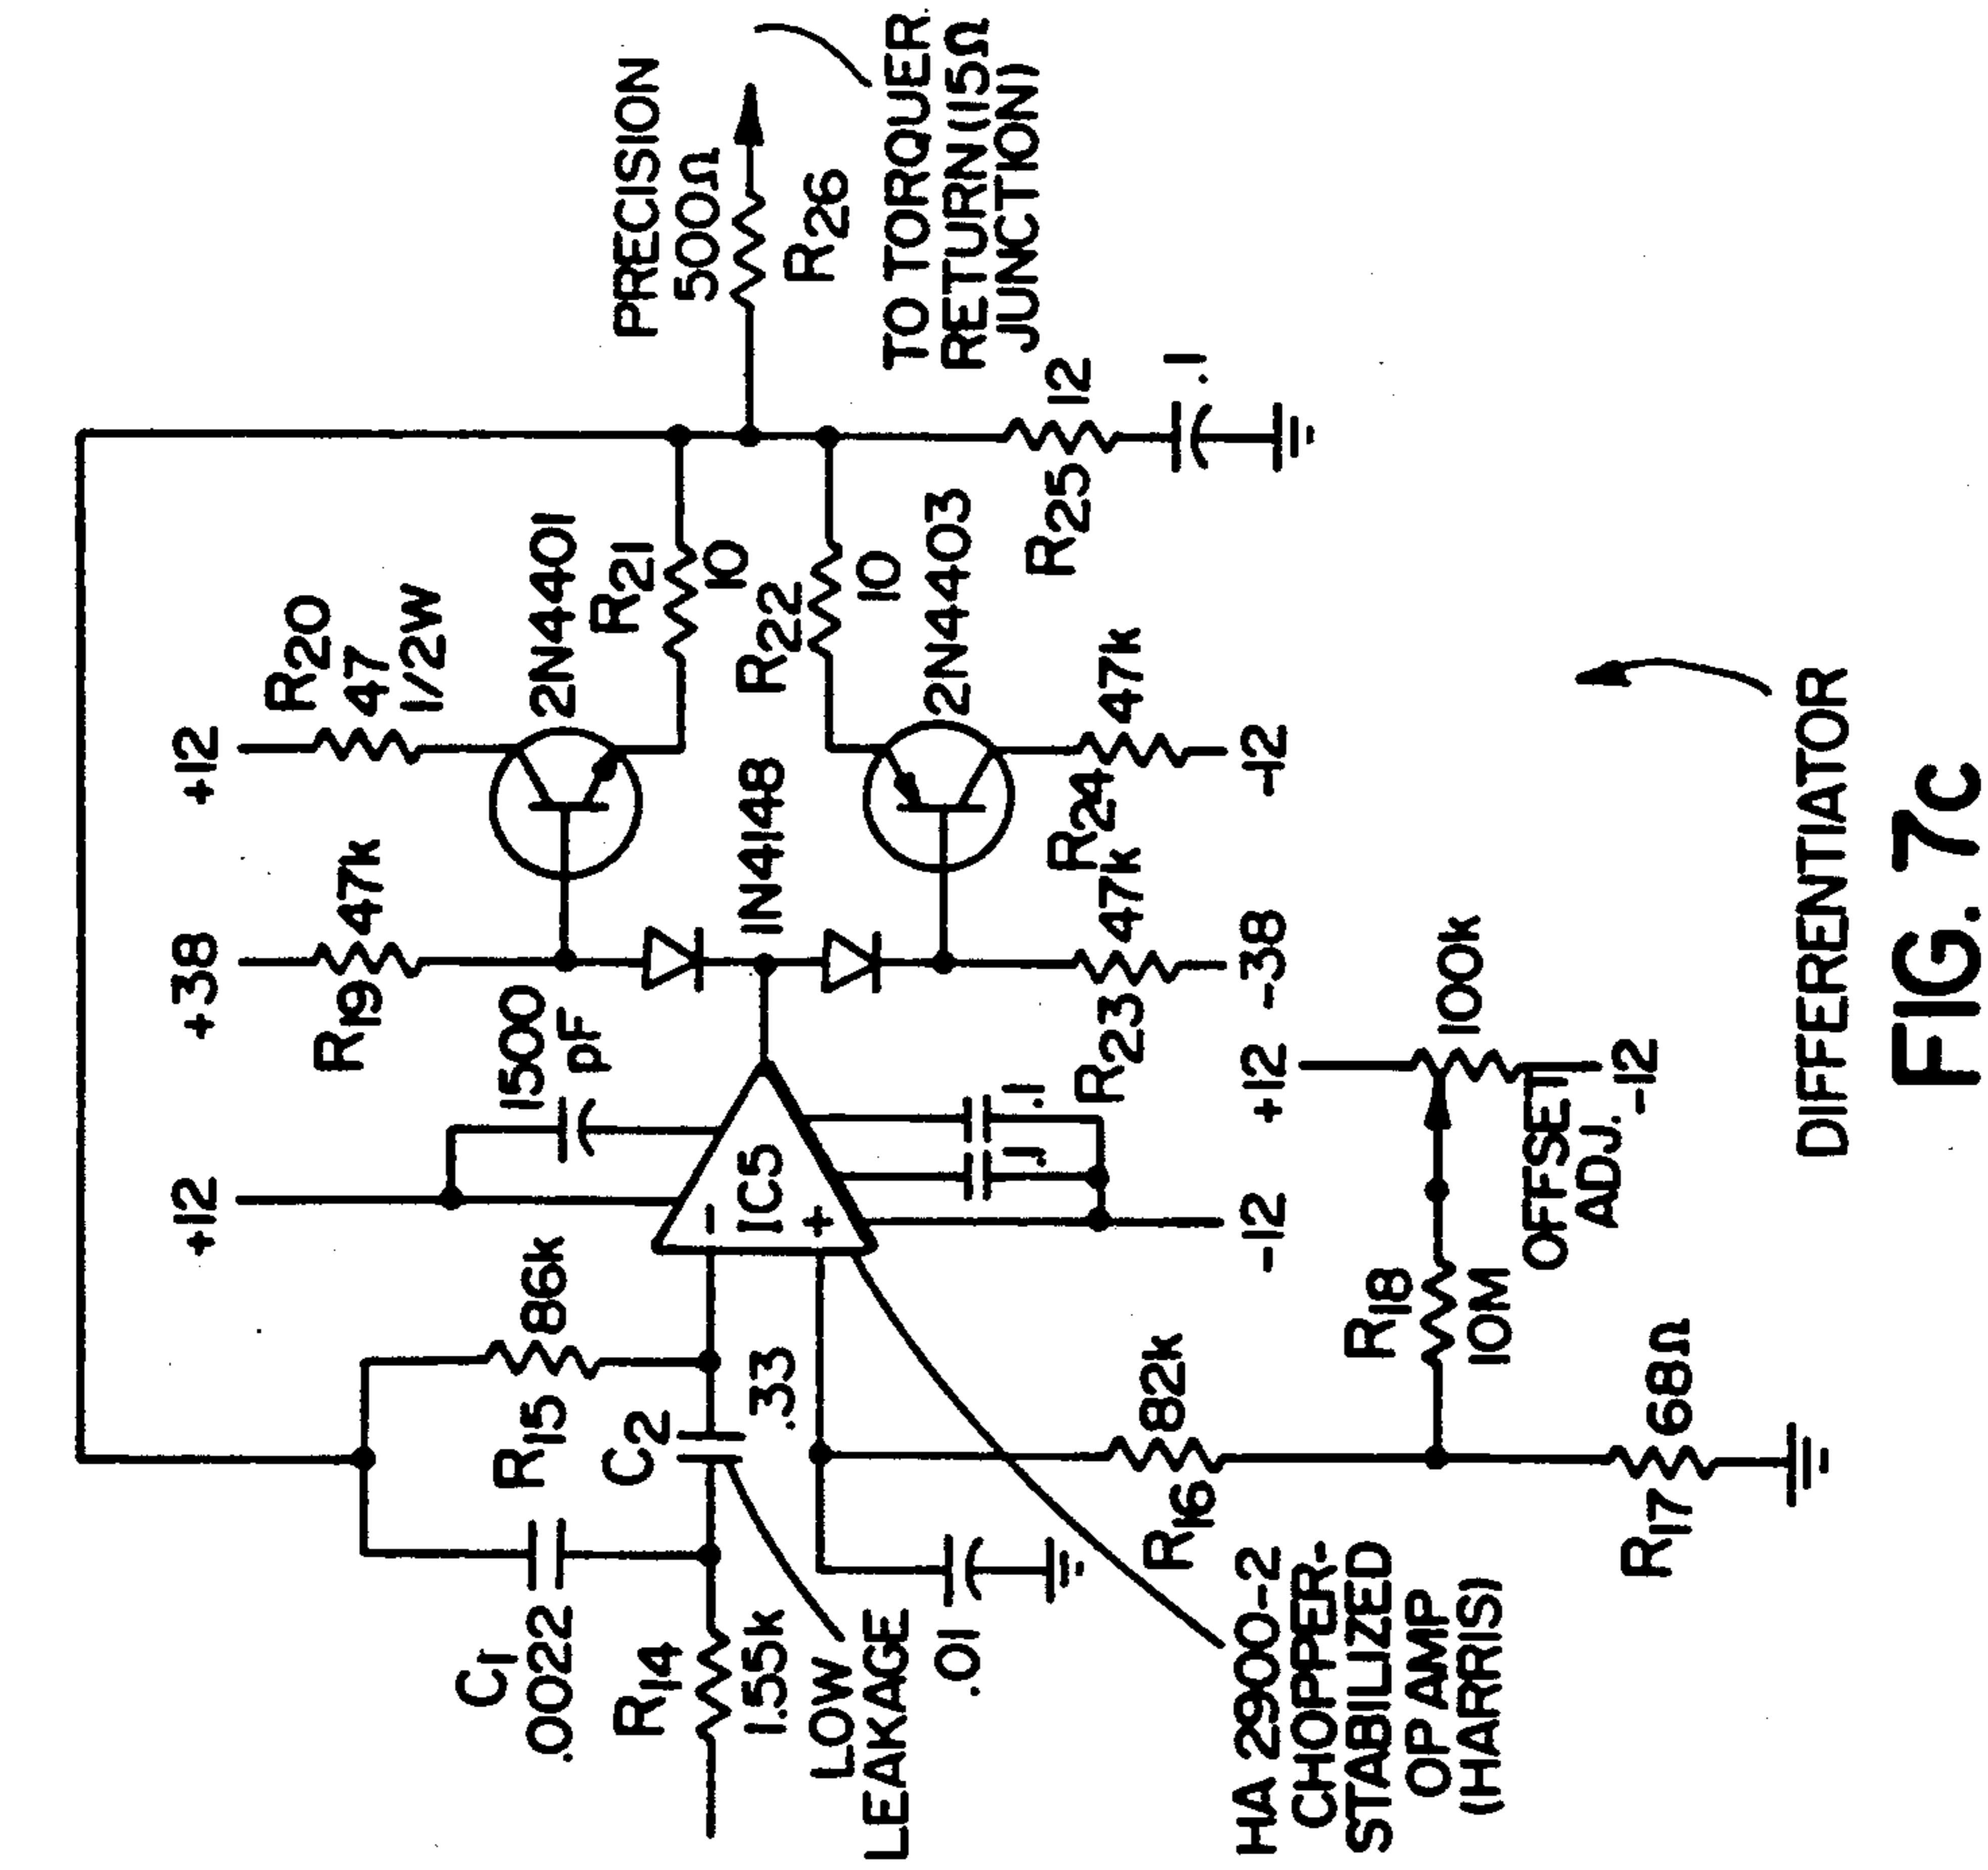 PRECISION
500Ω
R26
TO TORQUER
RETURN (15Ω
JUNCTION)
+12
R20
47
1/2W
2N4401
R21
10
R22
10
2N4403
R25
12
.1
+38
R19
47k
1N4148
R24
47k
-12
R23
47k
-38
+12
1500
pF
IC5
-
+
.1
.1
-12
R15
86k
C2
.33
C1
.0022
R14
1.55k
LOW
LEAKAGE
.01
R16
82k
R18
10M
+12
100k
OFFSET
ADJ.
-12
R17
68Ω
HA 2900-2
CHOPPER-
STABILIZED
OP AMP
(HARRIS)
DIFFERENTIATOR
FIG. 7C